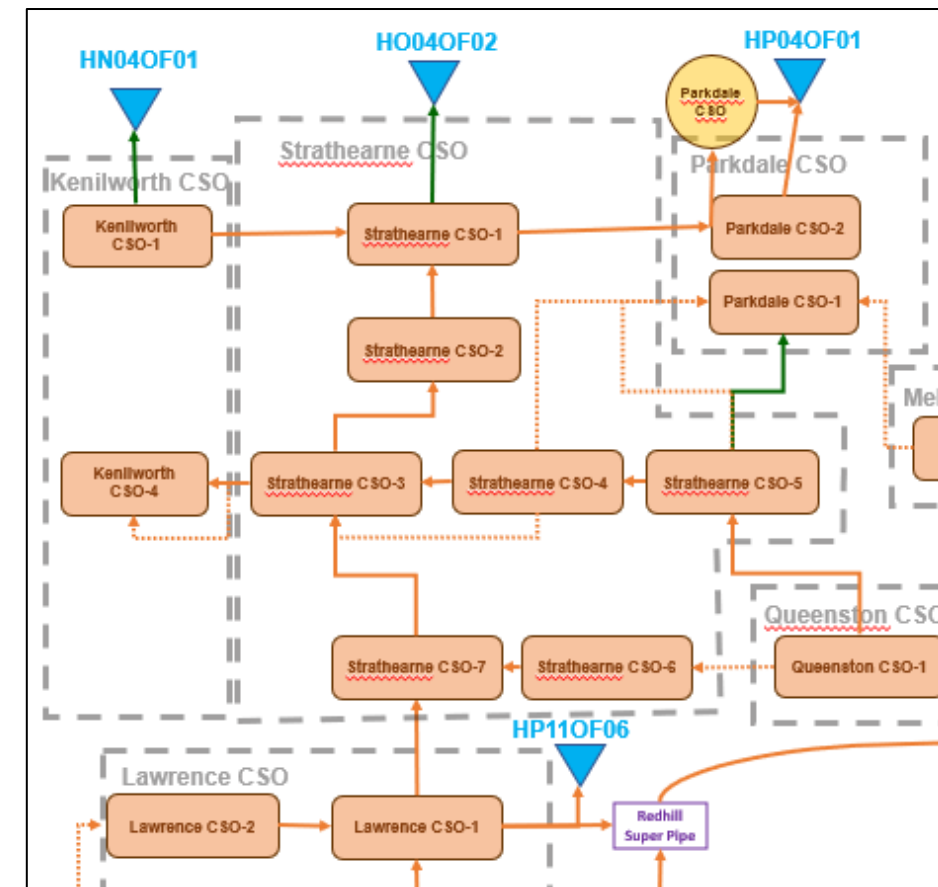 HN04OF01
HO04OF02
HP04OF01
Parkdale
CSO
Strathearne CSO
Parkdale CSO
Kenilworth CSO
Kenilworth
CSO-1
Strathearne CSO-1
Parkdale CSO-2
Parkdale CSO-1
Strathearne CSO-2
Mel
Kenilworth
CSO-4
Strathearne CSO-3
Strathearne CSO-4
Strathearne CSO-5
Queenston CSO
Strathearne CSO-7
Strathearne CSO-6
Queenston CSO-1
HP11OF06
Lawrence CSO
Lawrence CSO-2
Lawrence CSO-1
Redhill
Super Pipe